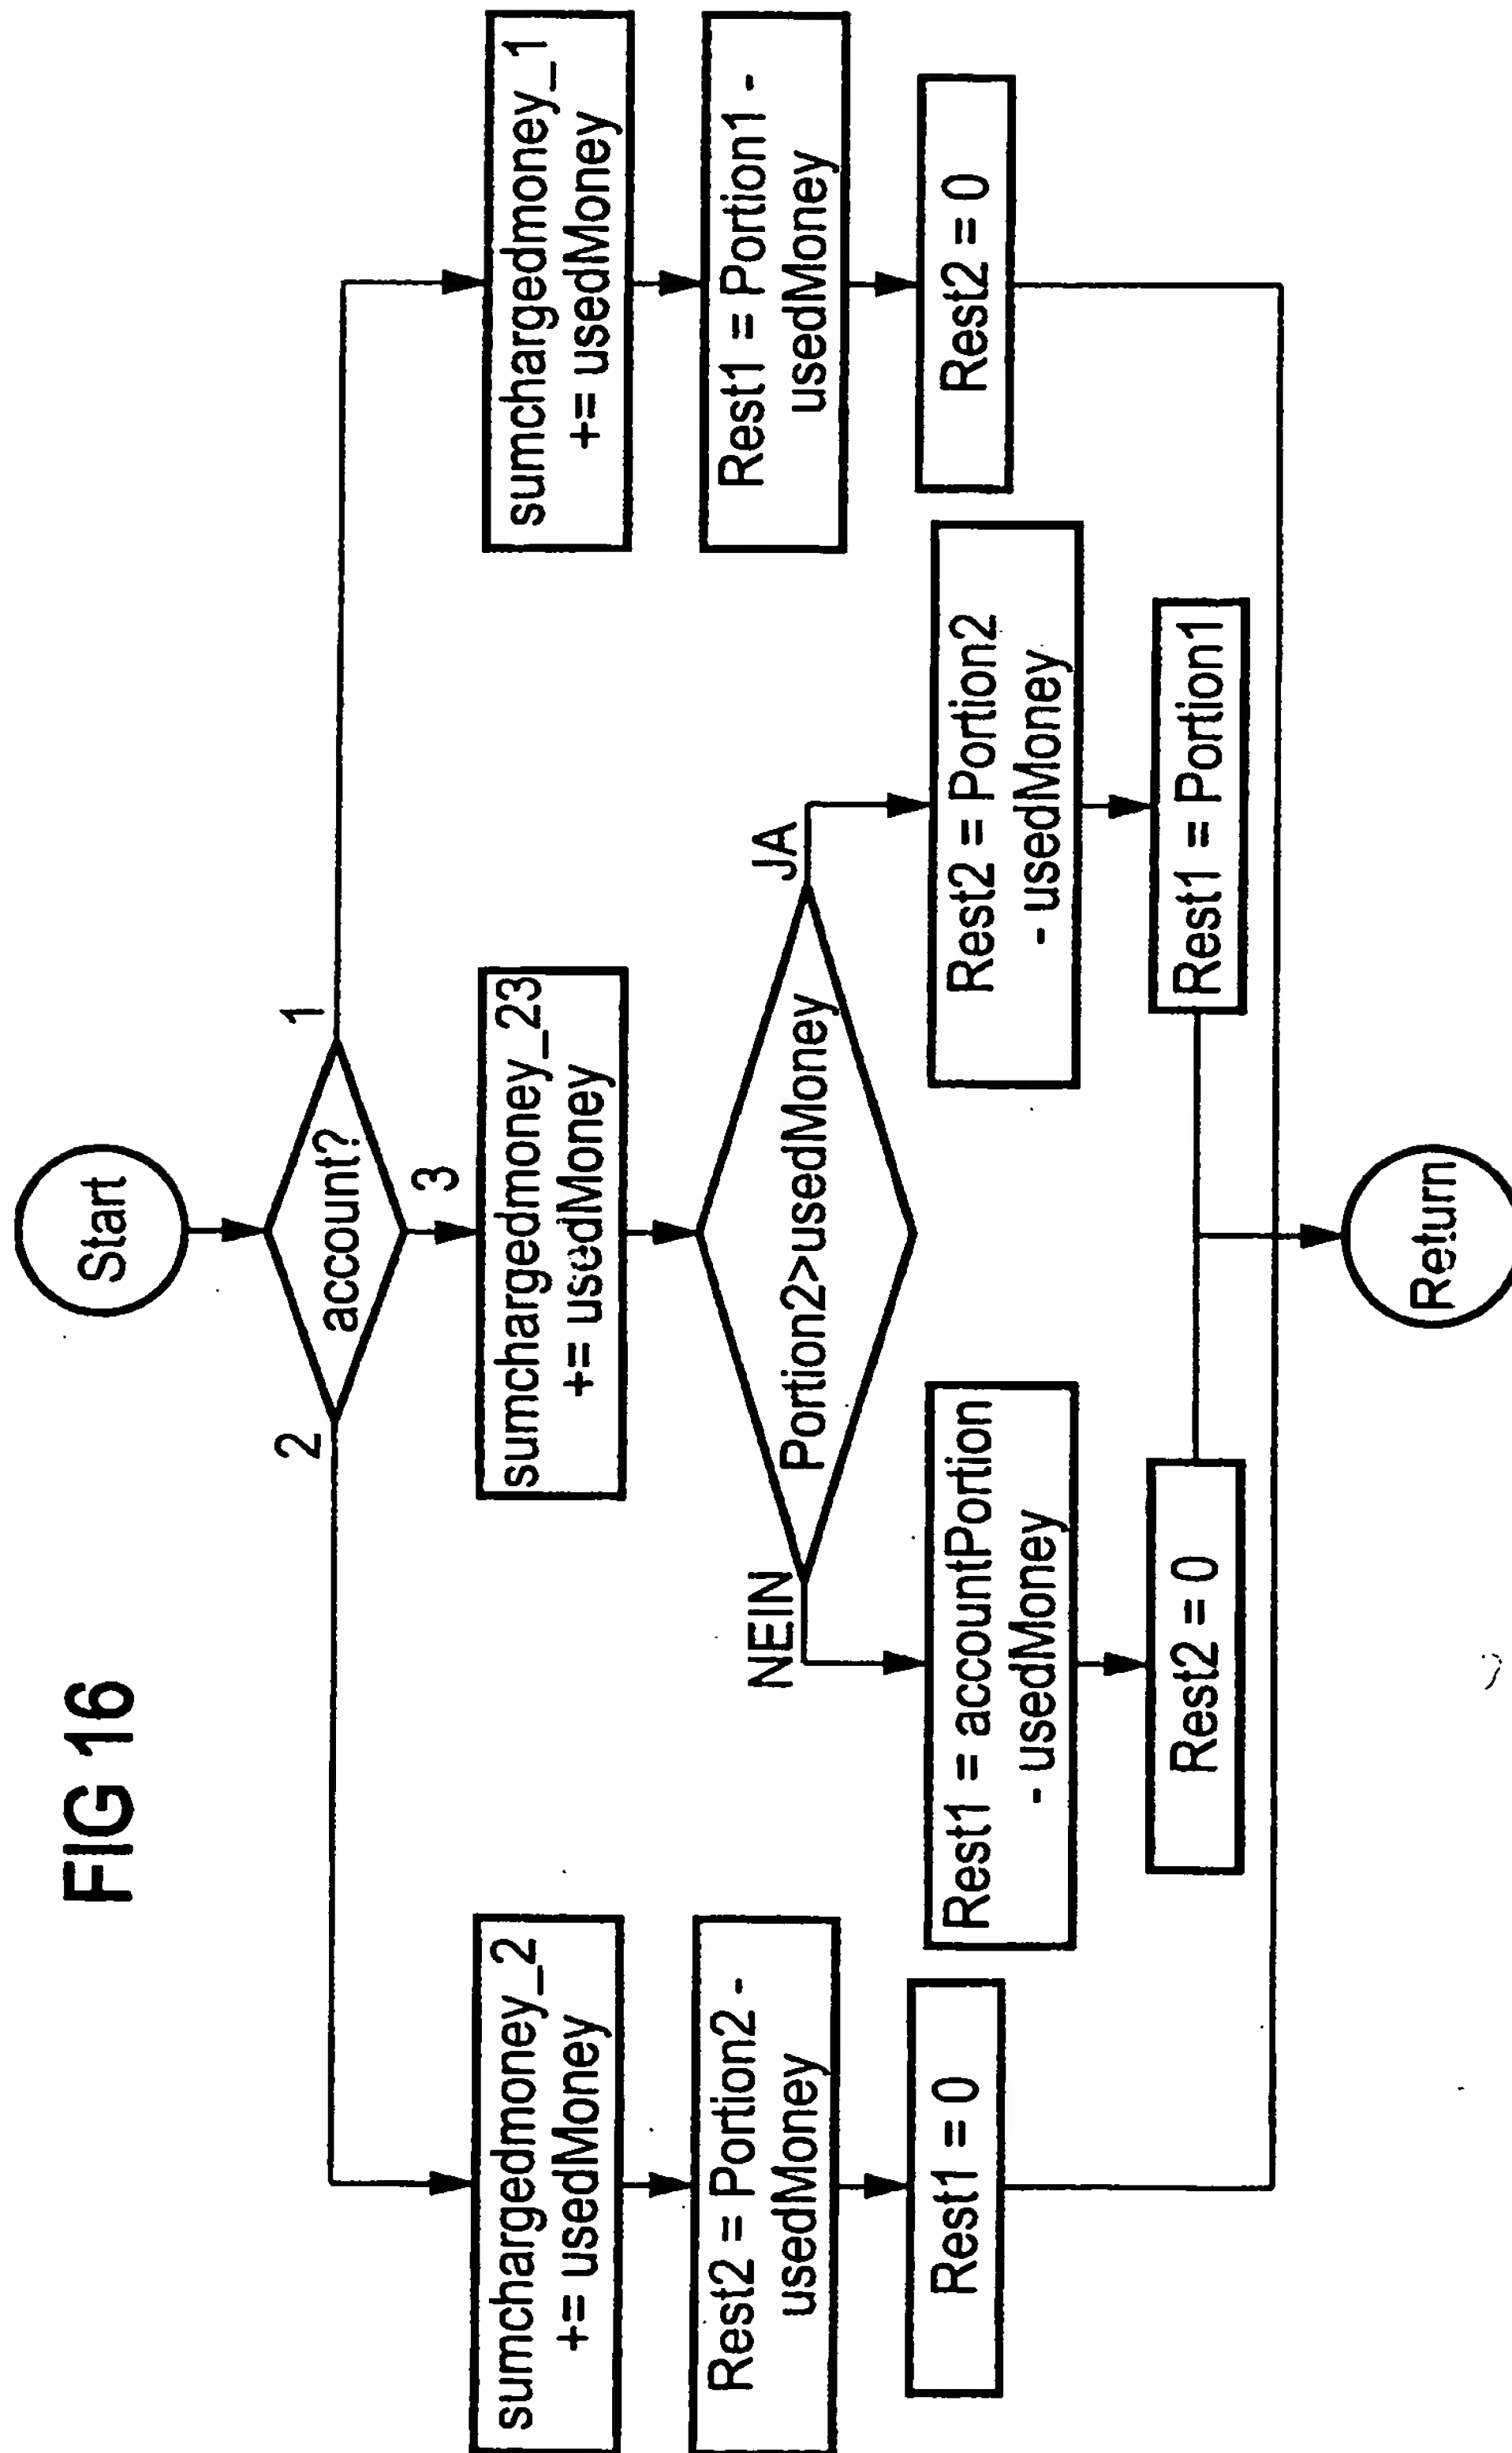 FIG 16
Start
account?
2
3
1
sumchargedmoney_2
+= usedMoney
Rest2 = Portion2 -
usedMoney
Rest1 = 0
sumchargedmoney_23
+= usedMoney
Portion2>usedMoney
NEIN
JA
Rest1 = accountPortion
- usedMoney
Rest2 = 0
Rest2 = Portion2
- usedMoney
Rest1 = Portion1
sumchargedmoney_1
+= usedMoney
Rest1 = Portion1 -
usedMoney
Rest2 = 0
Return